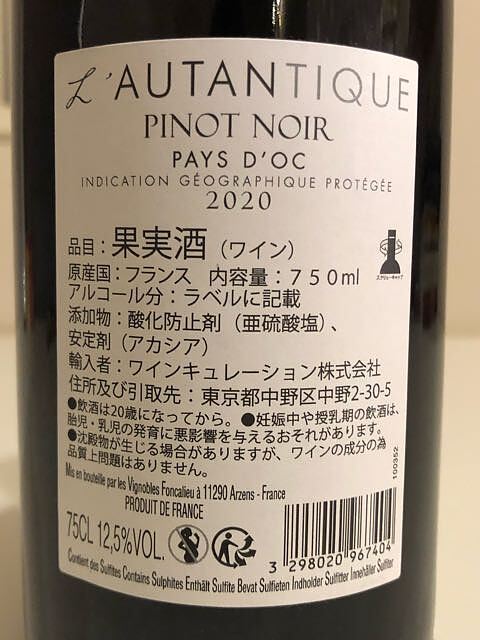 L'AUTANTIQUE
PINOT NOIR
PAYS D'OC
INDICATION GÉOGRAPHIQUE PROTÉGÉE
2020
品目：果実酒（ワイン）
原産国：フランス 内容量：７５０ml
アルコール分：ラベルに記載
スクリューキャップ
添加物：酸化防止剤（亜硫酸塩）、
安定剤（アカシア）
輸入者：ワインキュレーション株式会社
住所及び引取先：東京都中野区中野2-30-5
●飲酒は20歳になってから。●妊娠中や授乳期の飲酒は、
胎児・乳児の発育に悪影響を与えるおそれがあります。
●沈殿物が生じる場合がありますが、ワインの成分の為
品質上問題はありません。
100352
Mis en bouteille par les Vignobles Foncalieu à 11290 Arzens - France
PRODUIT DE FRANCE
75CL 12,5%VOL.
3 298020 967404
Contient des Sulfites Contains Sulphites Enthält Sulfite Bevat Sulfieten Indholder Sulfitter Innehåller Sulfiter